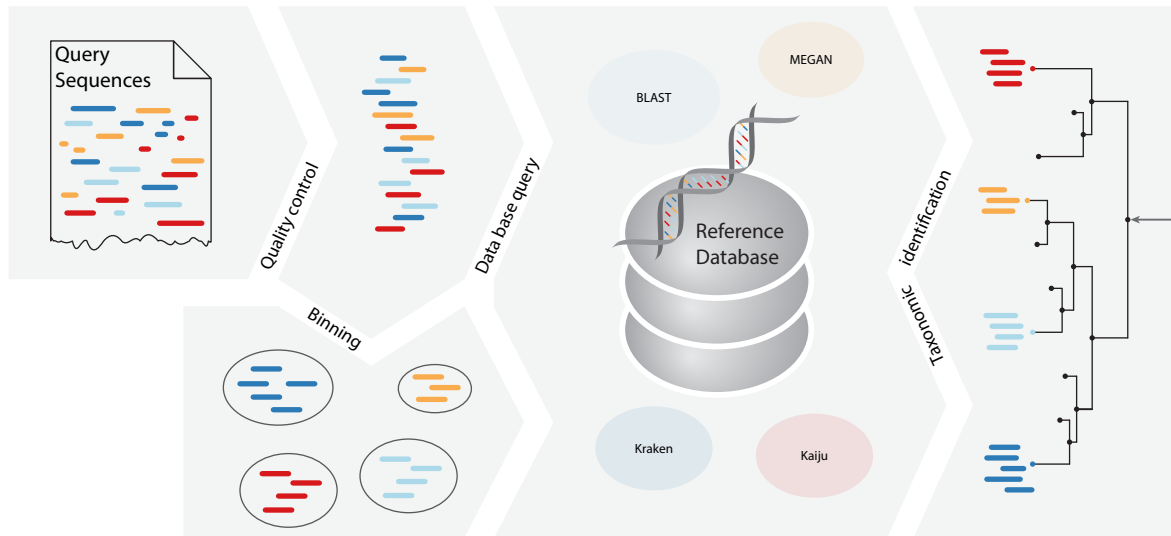 Query
Sequences
Quality control
Binning
Data base query
BLAST
MEGAN
Reference
Database
Kraken
Kaiju
Taxonomic
identification